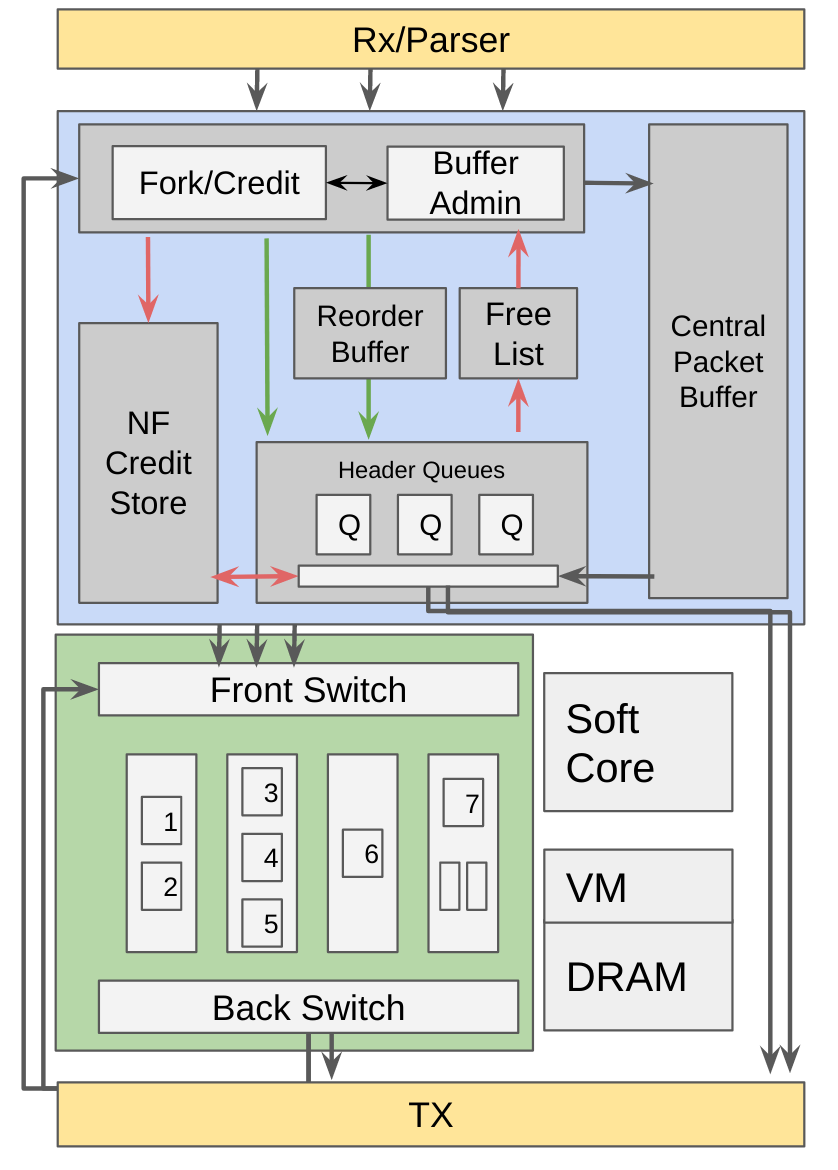 Rx/Parser
Fork/Credit
Buffer
Admin
Reorder
Buffer
Free
List
Central
Packet
Buffer
NF
Credit
Store
Header Queues
Q
Q
Q
Front Switch
Soft
Core
1
2
3
4
5
6
7
VM
DRAM
Back Switch
TX